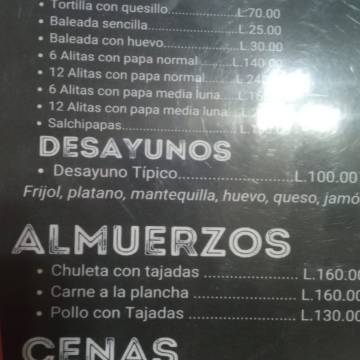 • Tortilla con quesillo ........ L.70.00
• Baleada sencilla ........ L.25.00
• Baleada con huevo ........ L.30.00
• 6 Alitas con papa normal ........ L.140.00
• 12 Alitas con papa normal ........
• 6 Alitas con papa media luna
• 12 Alitas con papa media luna
• Salchipapas ........
DESAYUNOS
• Desayuno Típico ........ L.100.00
Frijol, platano, mantequilla, huevo, queso,
ALMUERZOS
• Chuleta con tajadas ........ L.160.00
• Carne a la plancha ........ L.160.00
• Pollo con Tajadas ........ L.130.00
CENAS